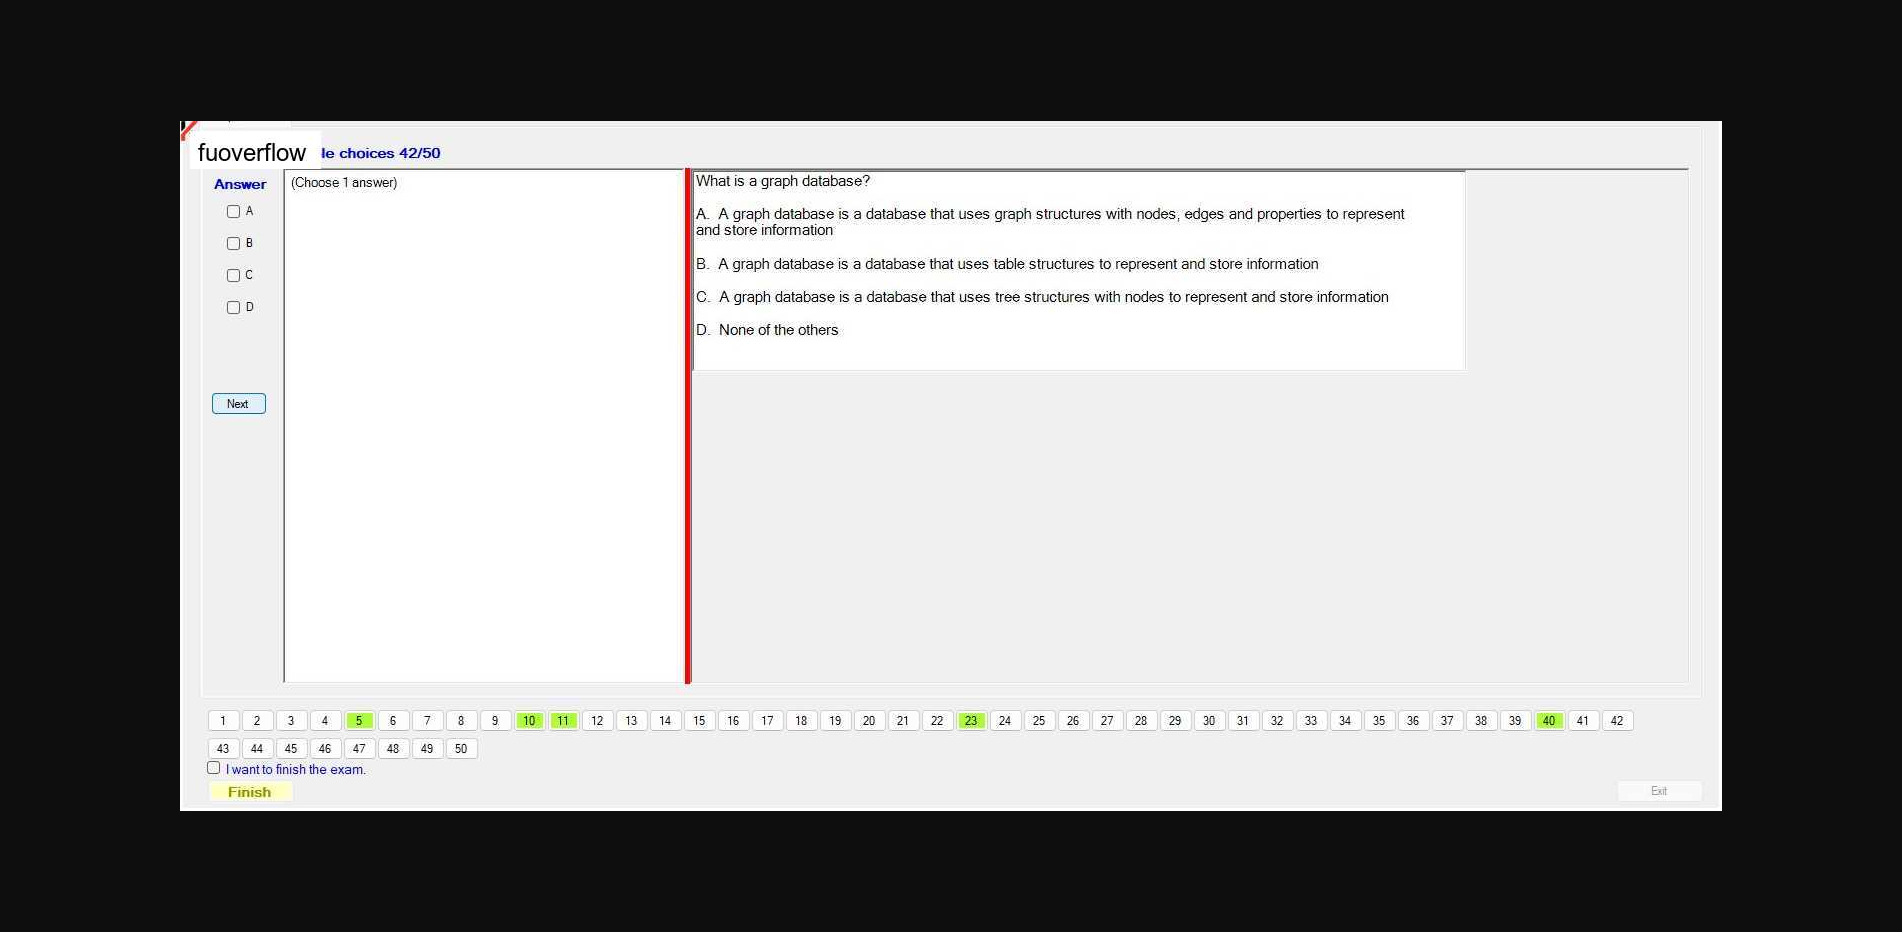 fuoverflow
le choices 42/50
Answer
(Choose 1 answer)
A
B
C
D
Next
What is a graph database?
A. A graph database is a database that uses graph structures with nodes, edges and properties to represent
and store information
B. A graph database is a database that uses table structures to represent and store information
C. A graph database is a database that uses tree structures with nodes to represent and store information
D. None of the others
1 2 3 4 5 6 7 8 9 10 11 12 13 14 15 16 17 18 19 20 21 22 23 24 25 26 27 28 29 30 31 32 33 34 35 36 37 38 39 40 41 42
43 44 45 46 47 48 49 50
I want to finish the exam.
Finish
Exit